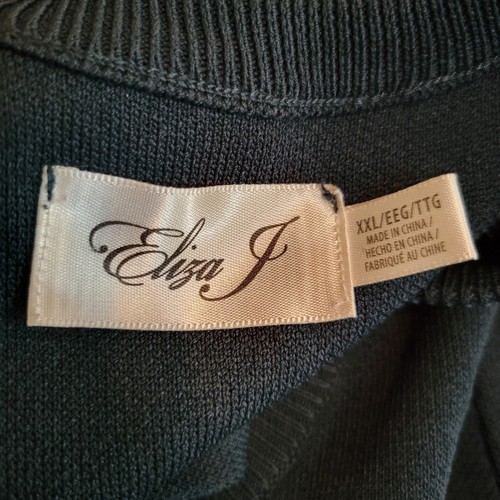 Eliza J
XXL/EEG/TTG
MADE IN CHINA/
HECHO EN CHINA/
FABRIQUÉ AU CHINE